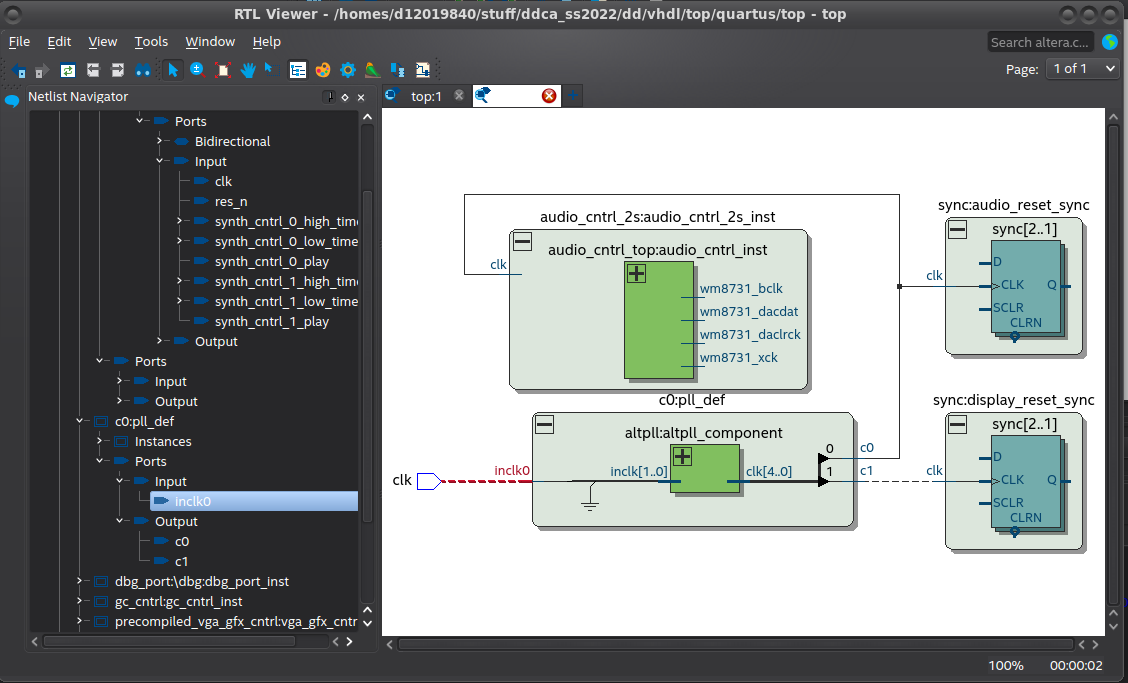 RTL Viewer - /homes/d12019840/stuff/ddca_ss2022/dd/vhdl/top/quartus/top - top
File Edit View Tools Window Help
Search altera.c...
Page: 1 of 1
Netlist Navigator
top:1
Ports
Bidirectional
Input
clk
res_n
synth_cntrl_0_high_time
synth_cntrl_0_low_time
synth_cntrl_0_play
synth_cntrl_1_high_time
synth_cntrl_1_low_time
synth_cntrl_1_play
Output
Ports
Input
Output
c0:pll_def
Instances
Ports
Input
inclk0
Output
c0
c1
dbg_port:\dbg:dbg_port_inst
gc_cntrl:gc_cntrl_inst
precompiled_vga_gfx_cntrl:vga_gfx_cntr
audio_cntrl_2s:audio_cntrl_2s_inst
audio_cntrl_top:audio_cntrl_inst
clk
wm8731_bclk
wm8731_dacdat
wm8731_daclrck
wm8731_xck
sync:audio_reset_sync
sync[2..1]
clk
D
CLK Q
SCLR
CLRN
c0:pll_def
altpll:altpll_component
clk
inclk0
inclk[1..0]
clk[4..0]
0
1
c0
c1
sync:display_reset_sync
sync[2..1]
clk
D
CLK Q
SCLR
CLRN
100% 00:00:02